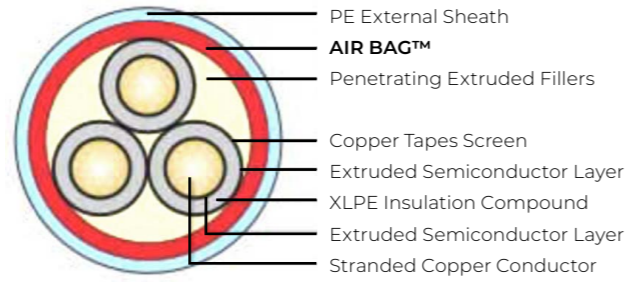 PE External Sheath
AIR BAG™
Penetrating Extruded Fillers
Copper Tapes Screen
Extruded Semiconductor Layer
XLPE Insulation Compound
Extruded Semiconductor Layer
Stranded Copper Conductor